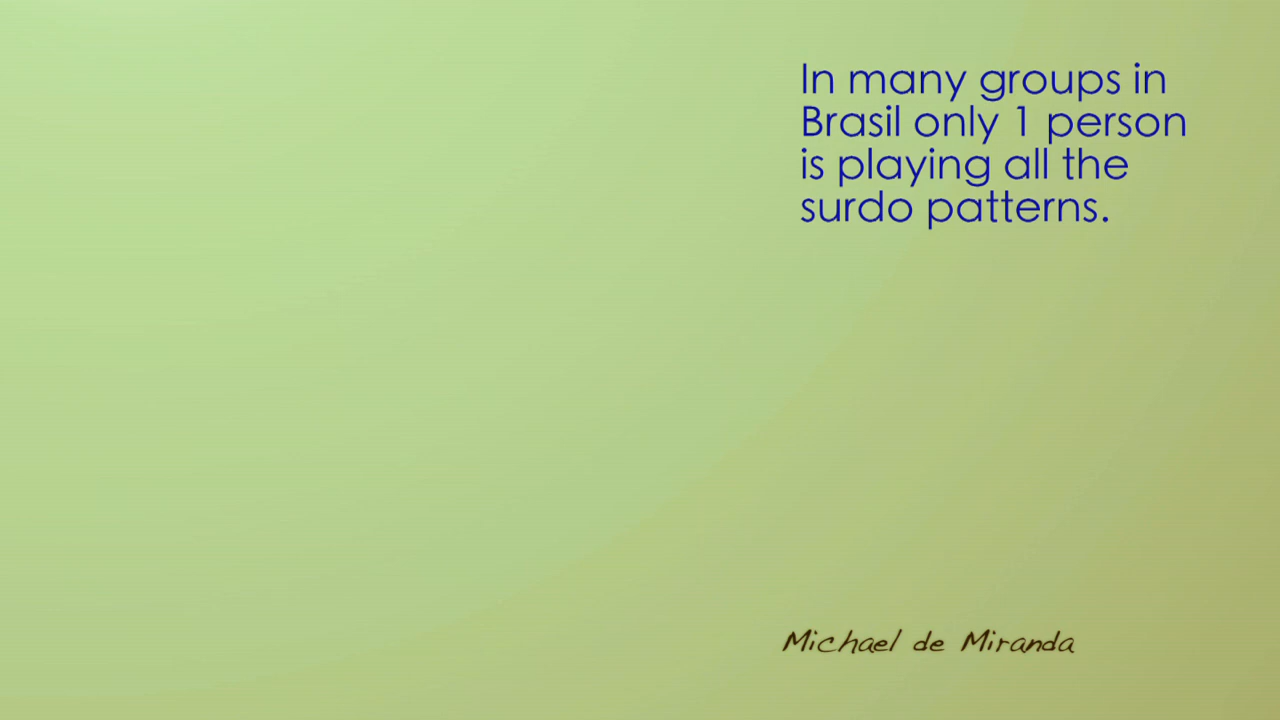 In many groups in
Brasil only 1 person
is playing all the
surdo patterns.
Michael de Miranda